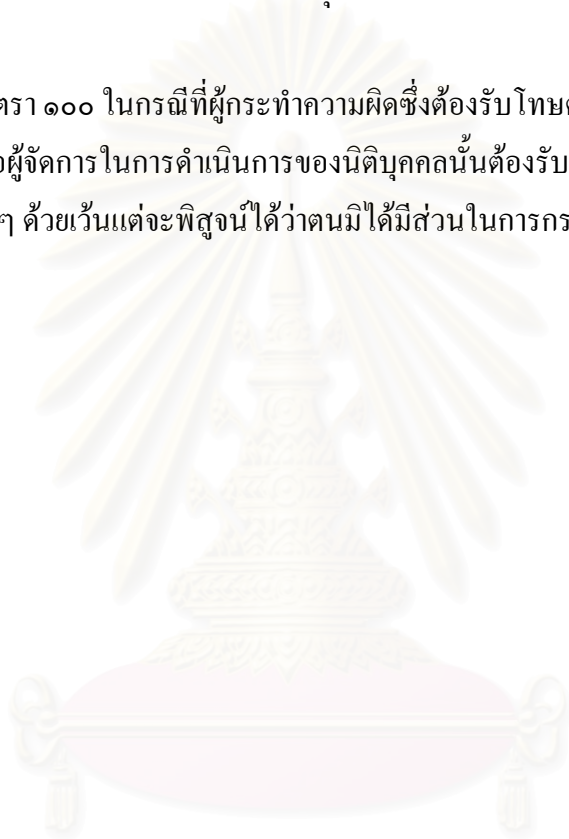 ตรา ๑๐๐ ในกรณีที่ผู้กระทำความผิดซึ่งต้องรับโทษ
ผู้จัดการในการดำเนินการของนิติบุคคลนั้นต้องรับ
ๆ ด้วยเว้นแต่จะพิสูจน์ได้ว่าตนมิได้มีส่วนในการกร